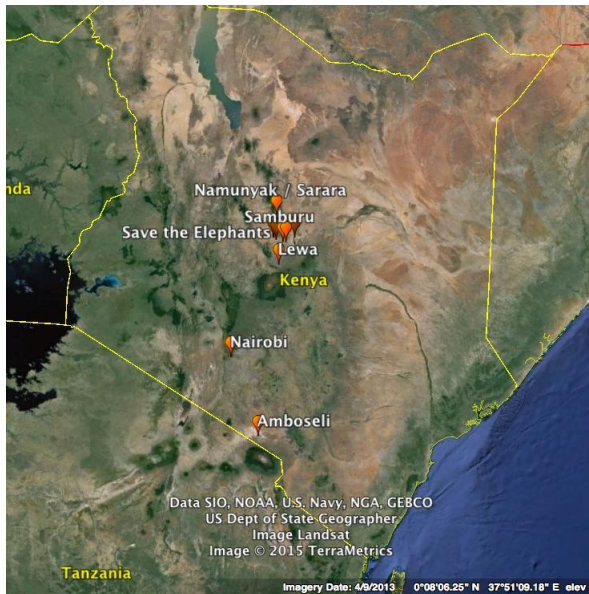 nda
Namunyak / Sarara
Samburu
Save the Elephants
Lewa
Kenya
Nairobi
Amboseli
Data SIO, NOAA, U.S. Navy, NGA, GEBCO
US Dept of State Geographer
Image Landsat
Image © 2015 TerraMetrics
Tanzania
Imagery Date: 4/9/2013 0°08'06.25" N 37°51'09.18" E elev